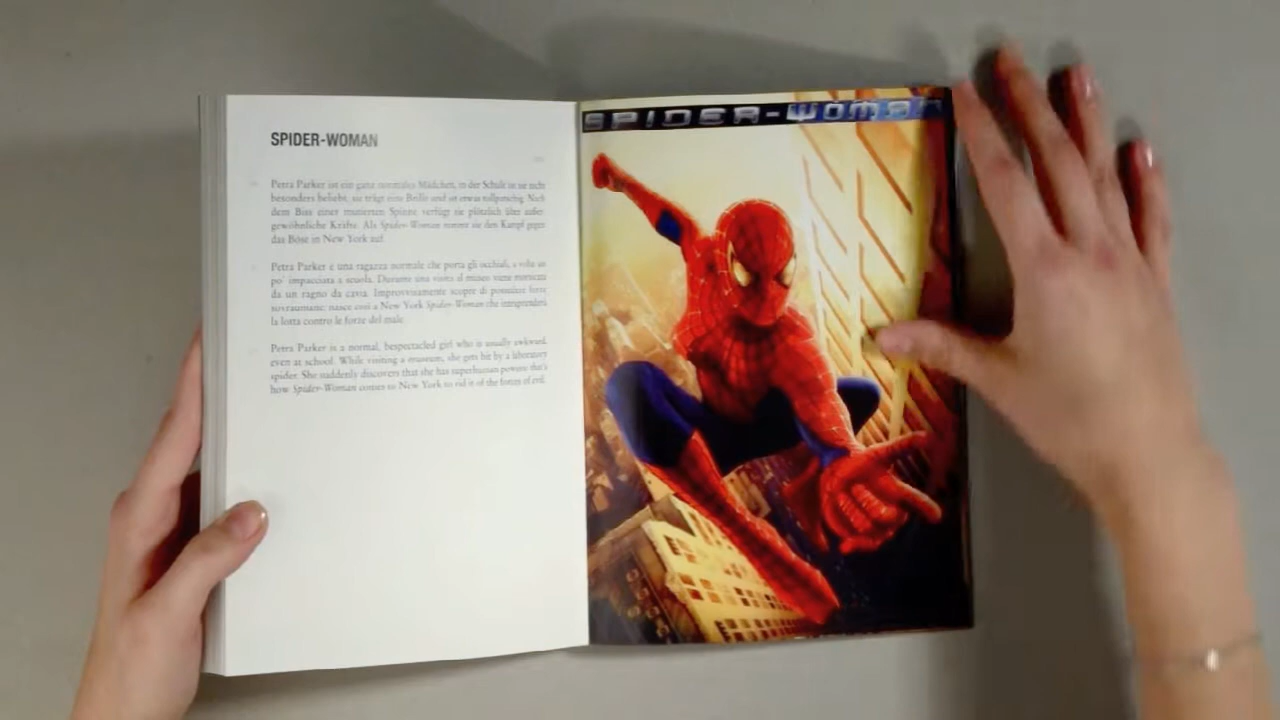 SPIDER-WOMAN
Petra Parker ist ein ganz normales Mädchen, in der Schule ist sie nicht
besonders beliebt, sie trägt eine Brille und ist etwas tollpatschig. Nach
dem Biss einer mutierten Spinne verfügt sie plötzlich über außer-
gewöhnliche Kräfte. Als Spider-Woman nimmt sie den Kampf gegen
das Böse in New York auf.
Petra Parker è una ragazza normale che porta gli occhiali, a volte un
po' impacciata a scuola. Durante una visita al museo viene morsicata
da un ragno da cavia. Improvvisamente scopre di possedere forze
sovraumane: nasce così a New York Spider-Woman che intraprenderà
la lotta contro le forze del male.
Petra Parker is a normal, bespectacled girl who is usually awkward,
even at school. While visiting a museum, she gets bit by a laboratory
spider. She suddenly discovers that she has superhuman powers: that's
how Spider-Woman comes to New York to rid it of the forces of evil.
SPIDER-WOMAN